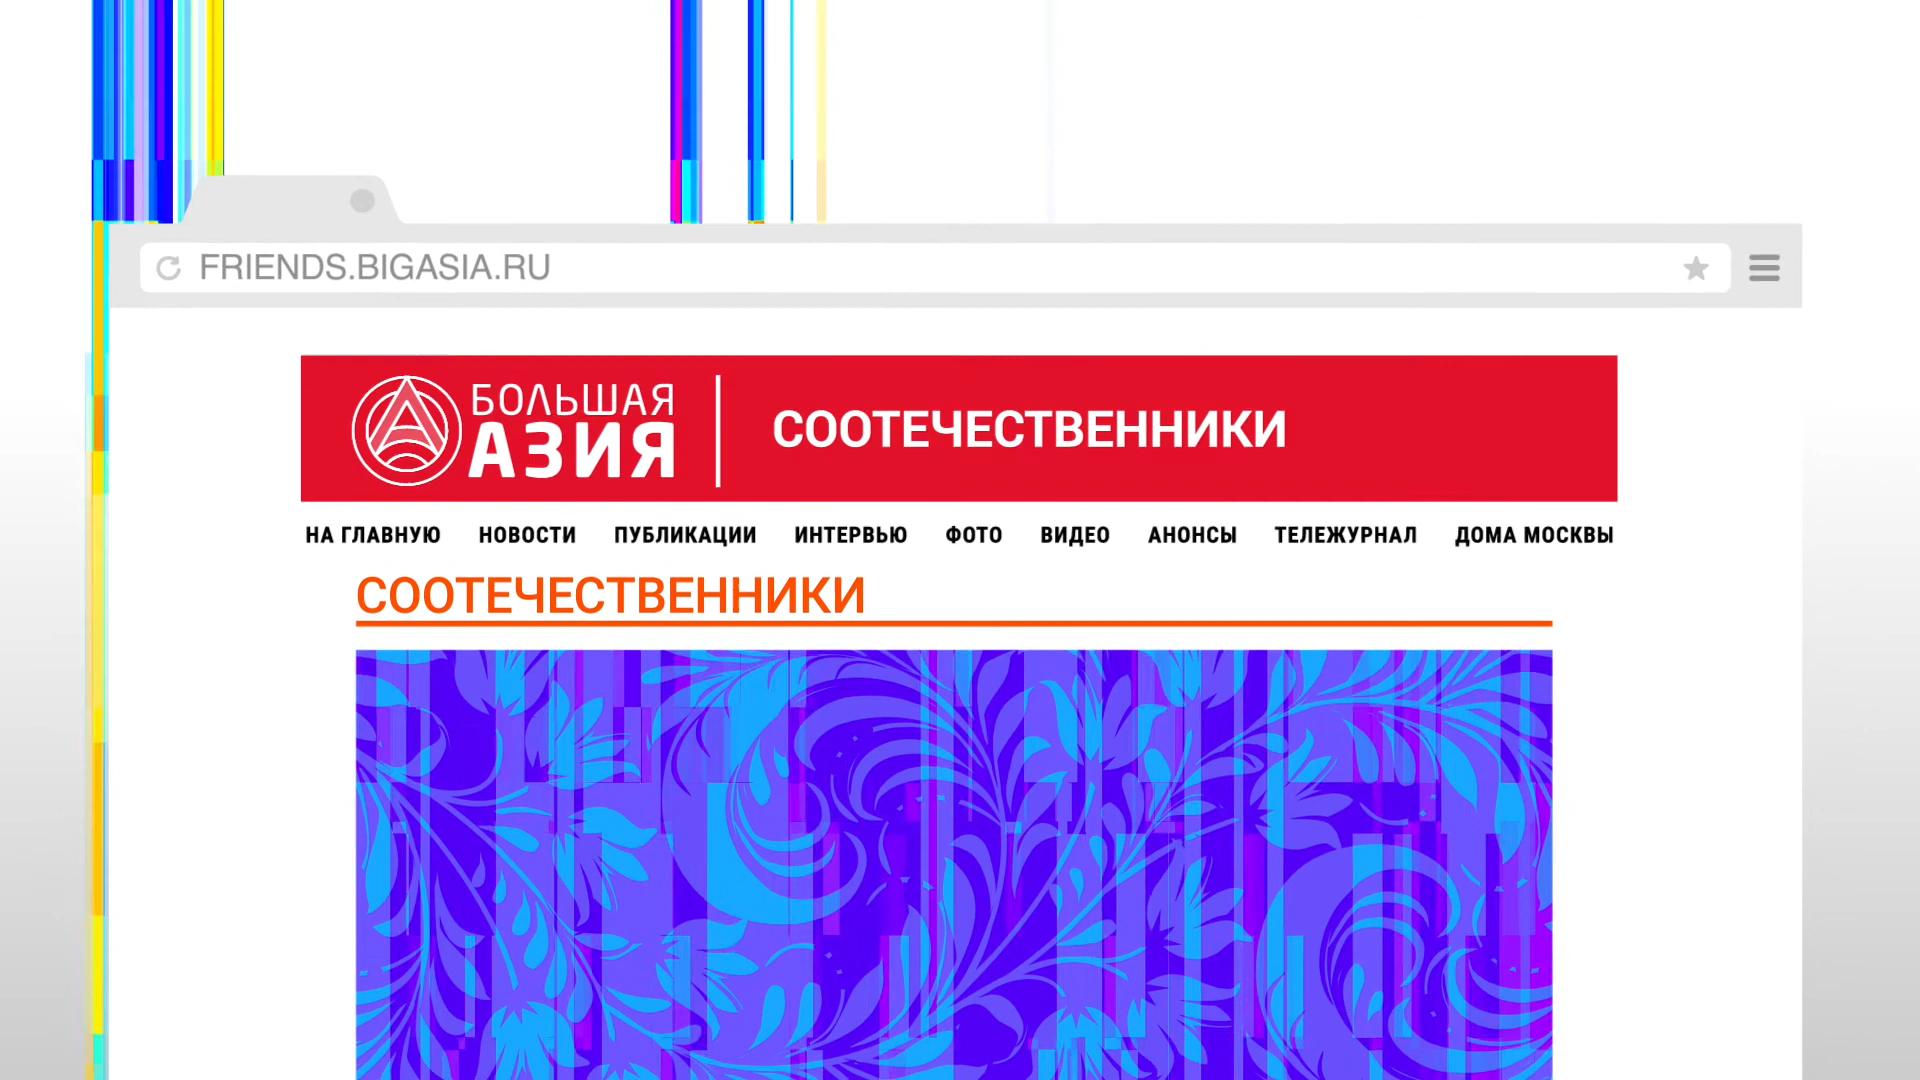 FRIENDS.BIGASIA.RU
БОЛЬШАЯ
АЗИЯ
СООТЕЧЕСТВЕННИКИ
НА ГЛАВНУЮ НОВОСТИ ПУБЛИКАЦИИ ИНТЕРВЬЮ ФОТО ВИДЕО АНОНСЫ ТЕЛЕЖУРНАЛ ДОМА МОСКВЫ
СООТЕЧЕСТВЕННИКИ